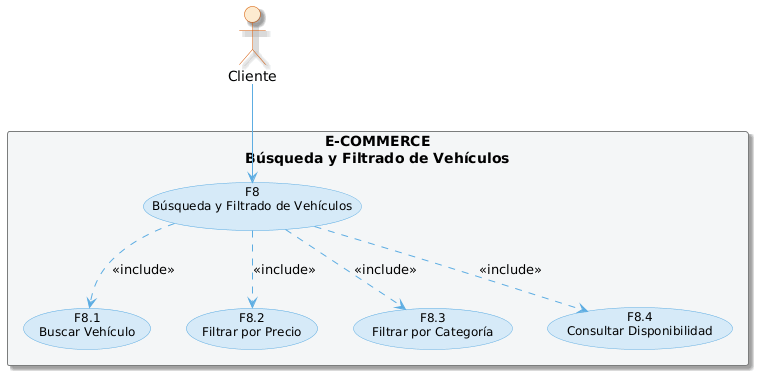 Cliente
E-COMMERCE
Búsqueda y Filtrado de Vehículos
F8
Búsqueda y Filtrado de Vehículos
«include»
«include»
«include»
«include»
F8.1
Buscar Vehículo
F8.2
Filtrar por Precio
F8.3
Filtrar por Categoría
F8.4
Consultar Disponibilidad